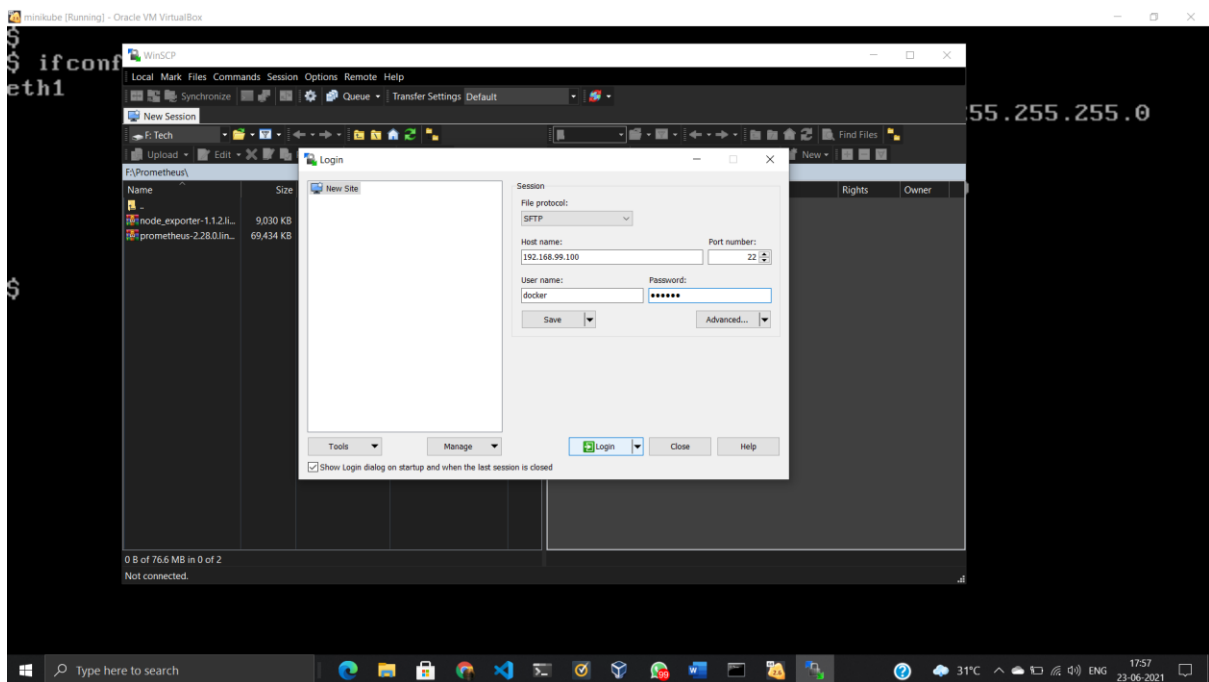 minikube [Running] - Oracle VM VirtualBox
$
$ ifconf
eth1
255.255.255.0
$
WinSCP
Local Mark Files Commands Session Options Remote Help
Synchronize Queue Transfer Settings Default
New Session
F: Tech Find Files
Upload Edit New
F:\Prometheus\
Name Size Rights Owner
..
node_exporter-1.1.2.li... 9,030 KB
prometheus-2.28.0.lin... 69,434 KB
Login
New Site
Session
File protocol:
SFTP
Host name: Port number:
192.168.99.100 22
User name: Password:
docker ••••••
Save Advanced...
Tools Manage Login Close Help
Show Login dialog on startup and when the last session is closed
0 B of 76.6 MB in 0 of 2
Not connected.
Type here to search
99
31°C ENG 17:57
23-06-2021